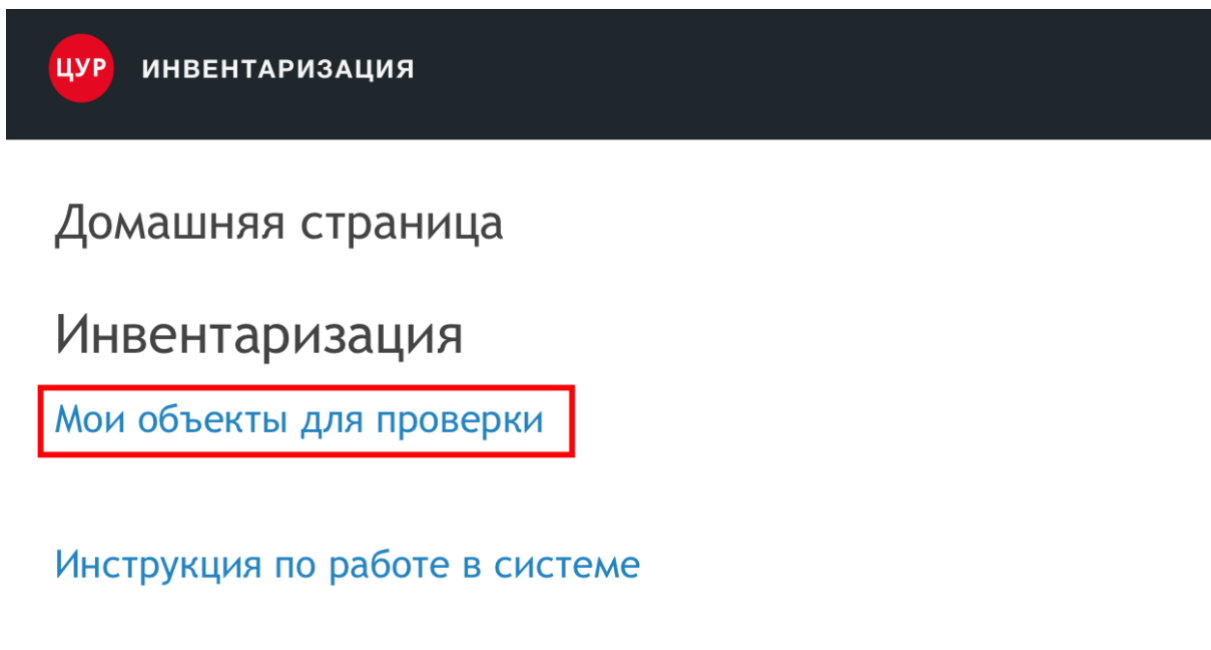 ЦУР ИНВЕНТАРИЗАЦИЯ
Домашняя страница
Инвентаризация
Мои объекты для проверки
Инструкция по работе в системе